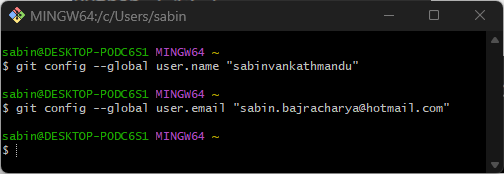 MINGW64:/c/Users/sabin
sabin@DESKTOP-PODC6S1 MINGW64 ~
$ git config --global user.name "sabinvankathmandu"
sabin@DESKTOP-PODC6S1 MINGW64 ~
$ git config --global user.email "sabin.bajracharya@hotmail.com"
sabin@DESKTOP-PODC6S1 MINGW64 ~
$